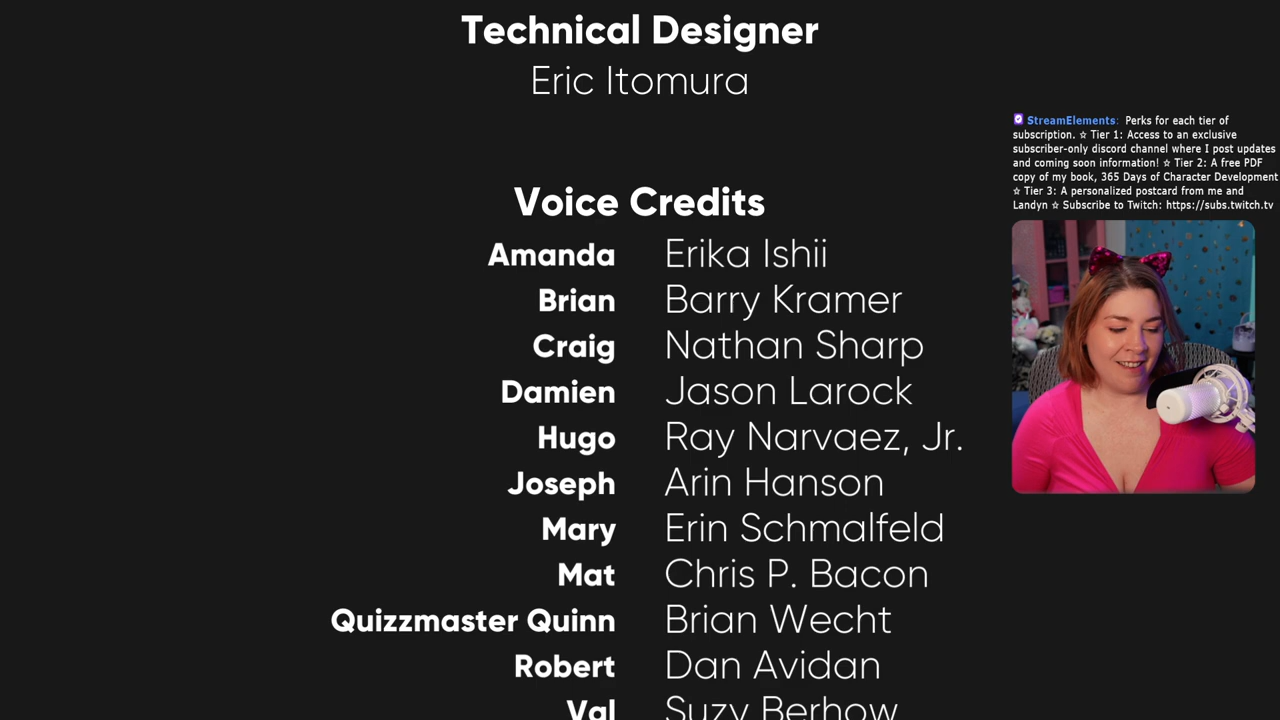 Technical Designer
Eric Itomura
StreamElements: Perks for each tier of
subscription. ☆ Tier 1: Access to an exclusive
subscriber-only discord channel where I post updates
and coming soon information! ☆ Tier 2: A free PDF
copy of my book, 365 Days of Character Development
☆ Tier 3: A personalized postcard from me and
Landyn ☆ Subscribe to Twitch: https://subs.twitch.tv
Voice Credits
Amanda Erika Ishii
Brian Barry Kramer
Craig Nathan Sharp
Damien Jason Larock
Hugo Ray Narvaez, Jr.
Joseph Arin Hanson
Mary Erin Schmalfeld
Mat Chris P. Bacon
Quizzmaster Quinn Brian Wecht
Robert Dan Avidan
Val Suzy Berhow